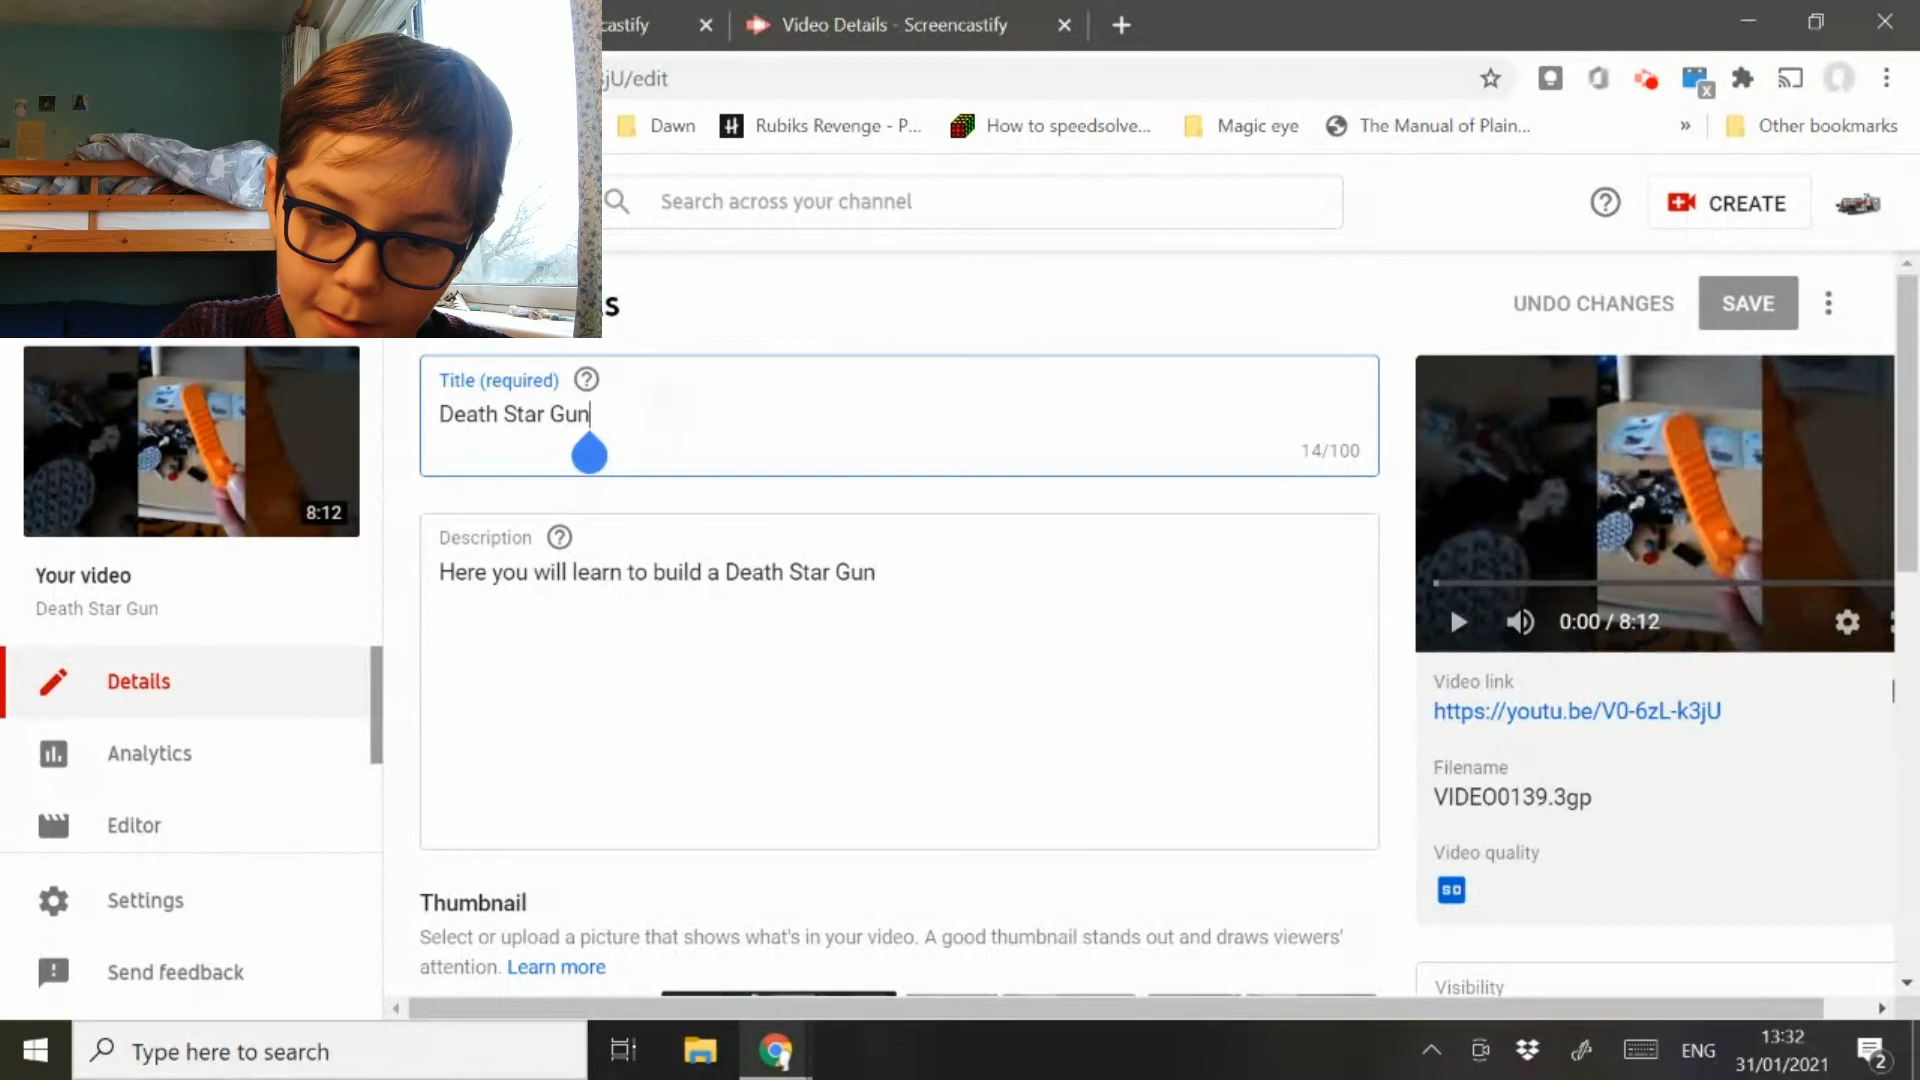 castify
Video Details - Screencastify
jU/edit
Dawn
Rubiks Revenge - P...
How to speedsolve...
Magic eye
The Manual of Plain...
»
Other bookmarks
Search across your channel
CREATE
s
UNDO CHANGES
SAVE
Title (required)
Death Star Gun
14/100
8:12
Description
Here you will learn to build a Death Star Gun
0:00 / 8:12
Your video
Death Star Gun
Details
Analytics
Editor
Settings
Send feedback
Video link
https://youtu.be/V0-6zL-k3jU
Filename
VIDEO0139.3gp
Video quality
SD
Thumbnail
Select or upload a picture that shows what's in your video. A good thumbnail stands out and draws viewers'
attention. Learn more
Visibility
Type here to search
ENG
13:32
31/01/2021
2